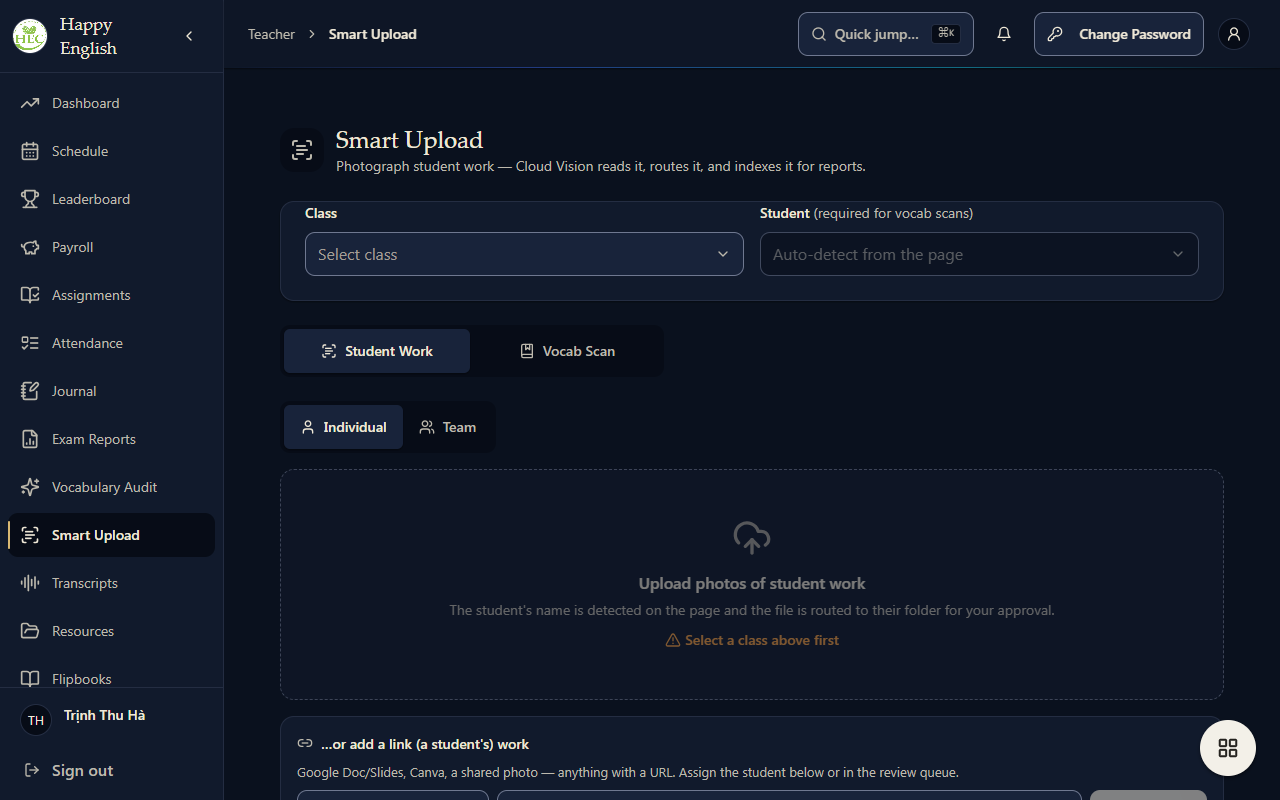 HEC
Happy
English
Dashboard
Schedule
Leaderboard
Payroll
Assignments
Attendance
Journal
Exam Reports
Vocabulary Audit
Smart Upload
Transcripts
Resources
Flipbooks
TH
Trịnh Thu Hà
Sign out
Teacher
Smart Upload
Quick jump...
⌘K
Change Password
Smart Upload
Photograph student work — Cloud Vision reads it, routes it, and indexes it for reports.
Class
Student (required for vocab scans)
Select class
Auto-detect from the page
Student Work
Vocab Scan
Individual
Team
Upload photos of student work
The student's name is detected on the page and the file is routed to their folder for your approval.
Select a class above first
...or add a link (a student's) work
Google Doc/Slides, Canva, a shared photo — anything with a URL. Assign the student below or in the review queue.